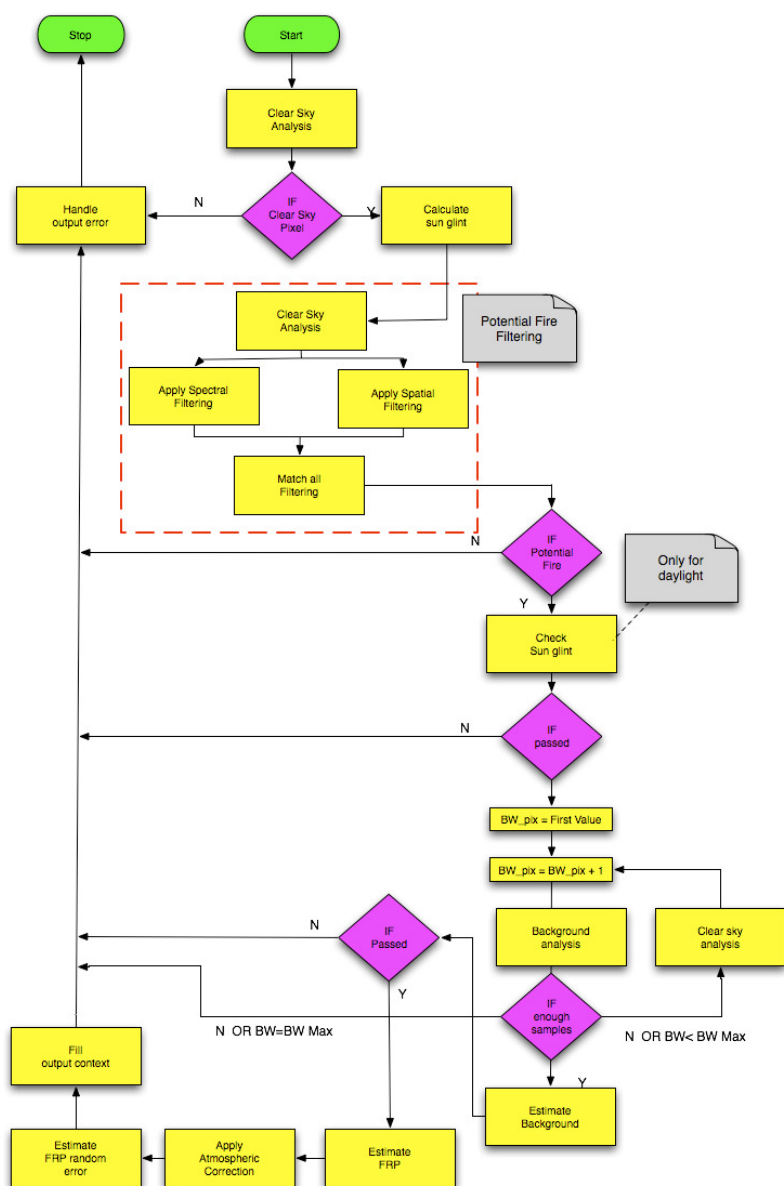 Stop
Start
Clear Sky
Analysis
N
IF
Clear Sky
Pixel
Y
Handle
output error
Calculate
sun glint
Clear Sky
Analysis
Potential Fire
Filtering
Apply Spectral
Filtering
Apply Spatial
Filtering
Match all
Filtering
IF
Potential
Fire
N
Only for
daylight
Y
Check
Sun glint
N
IF
passed
BW_pix = First Value
BW_pix = BW_pix + 1
N
IF
Passed
Background
analysis
Clear sky
analysis
Y
IF
enough
samples
N OR BW=BW Max
N OR BW< BW Max
Fill
output context
Y
Estimate
Background
Estimate
FRP random
error
Apply
Atmospheric
Correction
Estimate
FRP